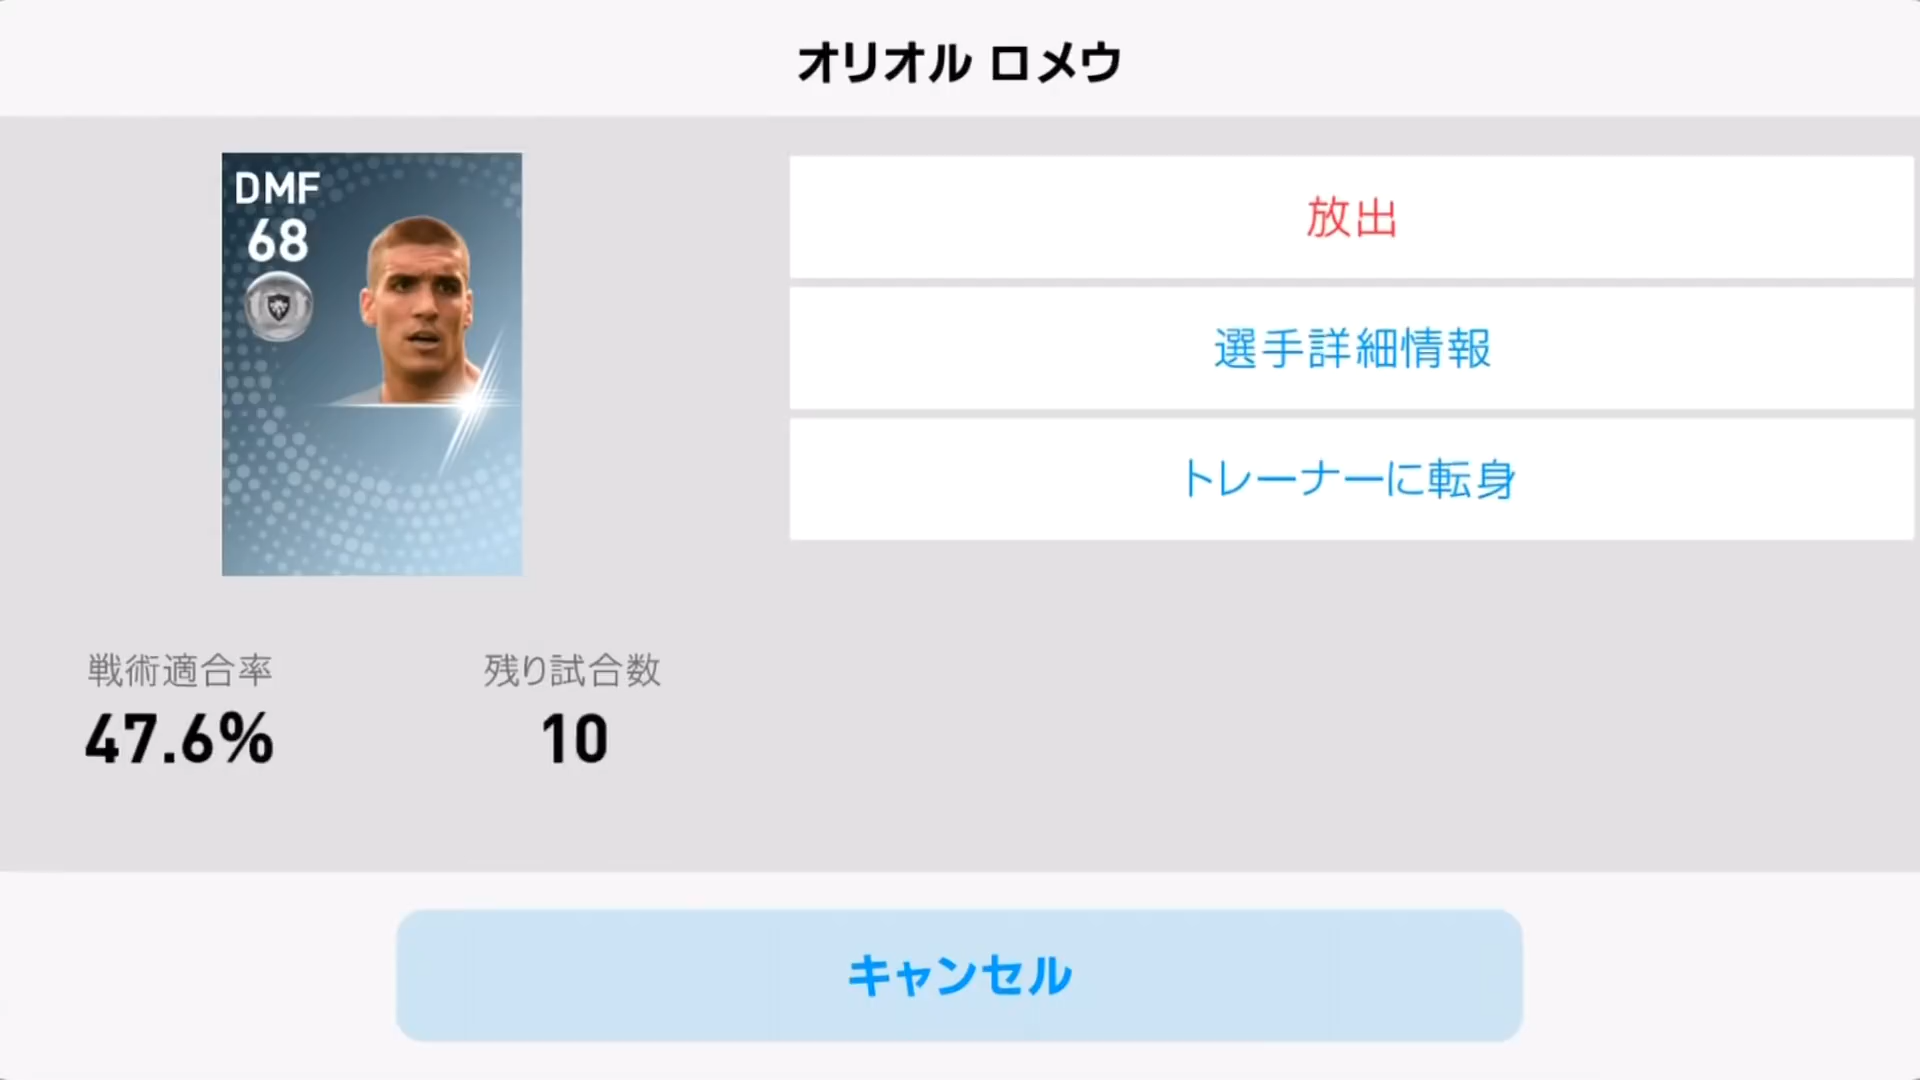 オリオル ロメウ
DMF
68
放出
選手詳細情報
トレーナーに転身
戦術適合率
残り試合数
47.6%
10
キャンセル